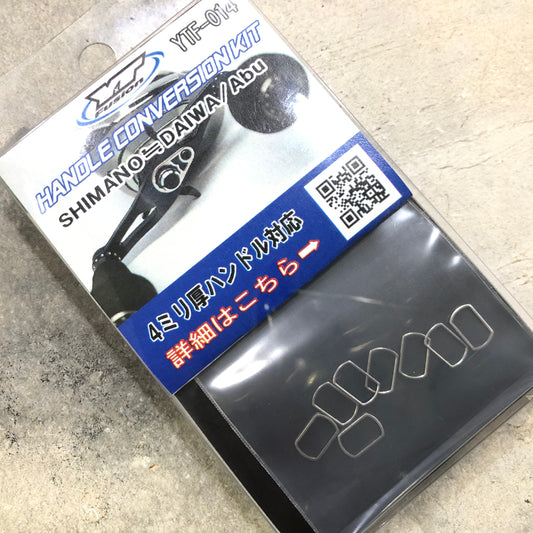 YTF-014
YT
Fusion
HANDLE CONVERSION KIT
SHIMANO≒DAIWA/Abu
4ミリ厚ハンドル対応
詳細はこちら➡